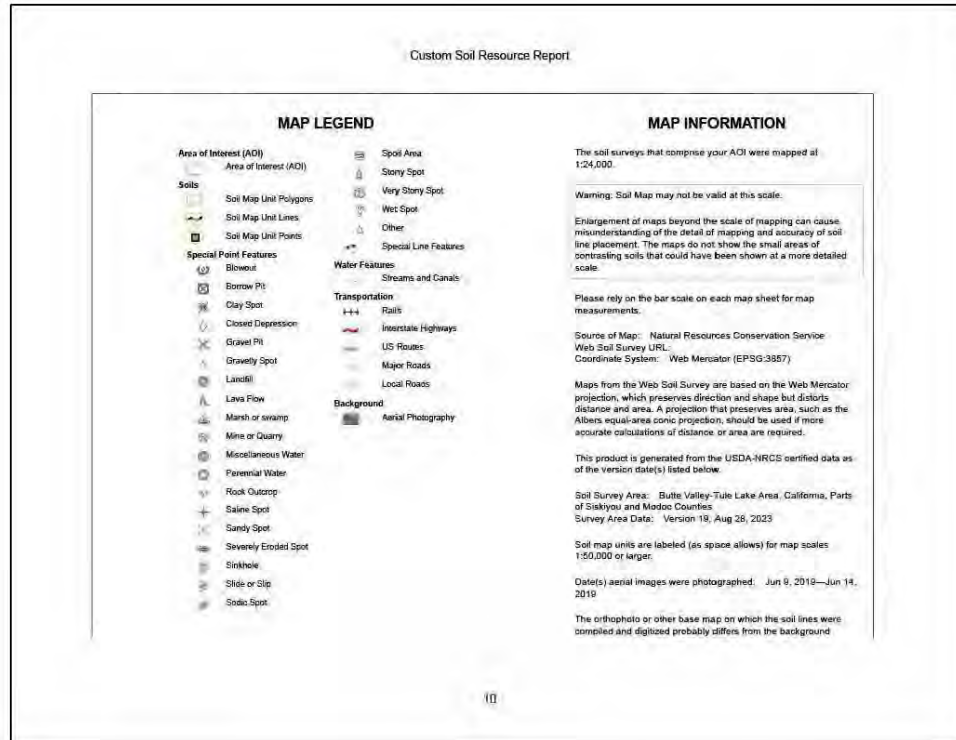 Custom Soil Resource Report
MAP LEGEND
Area of Interest (AOI)
Area of Interest (AOI)
Soils
Soil Map Unit Polygons
Soil Map Unit Lines
Soil Map Unit Points
Special Point Features
Blowout
Borrow Pit
Clay Spot
Closed Depression
Gravel Pit
Gravelly Spot
Landfill
Lava Flow
Marsh or swamp
Mine or Quarry
Miscellaneous Water
Perennial Water
Rock Outcrop
Saline Spot
Sandy Spot
Severely Eroded Spot
Sinkhole
Slide or Slip
Sodic Spot
Spoil Area
Stony Spot
Very Stony Spot
Wet Spot
Other
Special Line Features
Water Features
Streams and Canals
Transportation
Rails
Interstate Highways
US Routes
Major Roads
Local Roads
Background
Aerial Photography
MAP INFORMATION
The soil surveys that comprise your AOI were mapped at
1:24,000.
Warning: Soil Map may not be valid at this scale.
Enlargement of maps beyond the scale of mapping can cause
misunderstanding of the detail of mapping and accuracy of soil
line placement. The maps do not show the small areas of
contrasting soils that could have been shown at a more detailed
scale.
Please rely on the bar scale on each map sheet for map
measurements.
Source of Map: Natural Resources Conservation Service
Web Soil Survey URL:
Coordinate System: Web Mercator (EPSG:3857)
Maps from the Web Soil Survey are based on the Web Mercator
projection, which preserves direction and shape but distorts
distance and area. A projection that preserves area, such as the
Albers equal-area conic projection, should be used if more
accurate calculations of distance or area are required.
This product is generated from the USDA-NRCS certified data as
of the version date(s) listed below.
Soil Survey Area: Butte Valley-Tule Lake Area, California, Parts
of Siskiyou and Modoc Counties
Survey Area Data: Version 19, Aug 28, 2023
Soil map units are labeled (as space allows) for map scales
1:50,000 or larger.
Date(s) aerial images were photographed: Jun 9, 2019—Jun 14,
2019
The orthophoto or other base map on which the soil lines were
compiled and digitized probably differs from the background
10